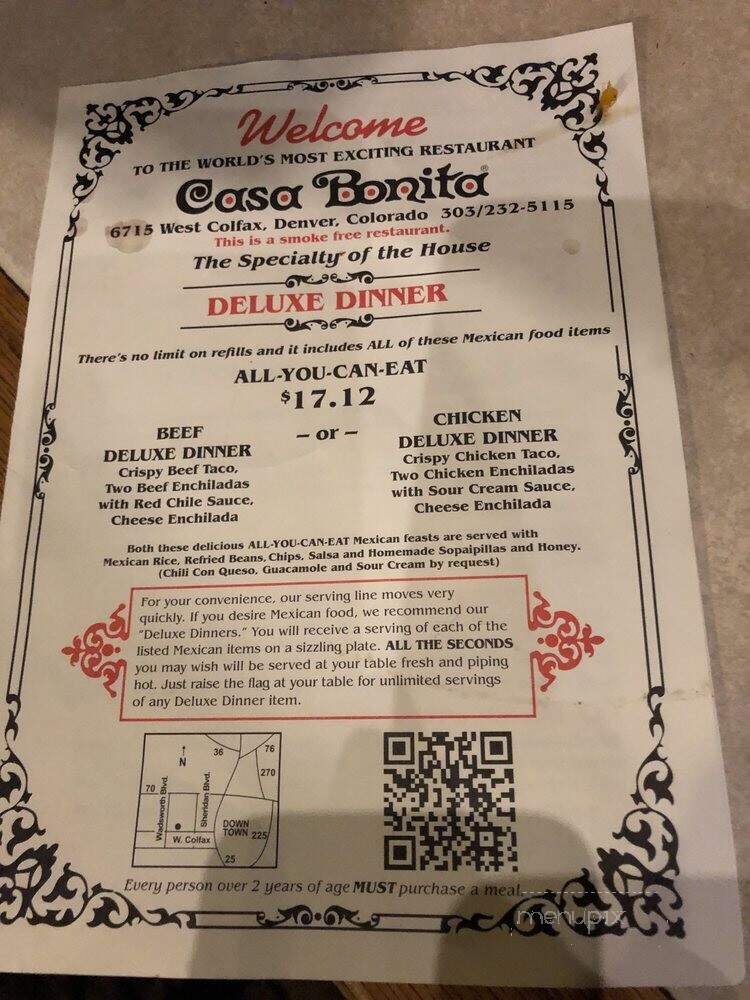 Welcome
TO THE WORLD'S MOST EXCITING RESTAURANT
Casa Bonita®
6715 West Colfax, Denver, Colorado 303/232-5115
This is a smoke free restaurant.
The Specialty of the House
DELUXE DINNER
There's no limit on refills and it includes ALL of these Mexican food items
ALL-YOU-CAN-EAT
$17.12
– or –
BEEF
DELUXE DINNER
Crispy Beef Taco,
Two Beef Enchiladas
with Red Chile Sauce,
Cheese Enchilada
CHICKEN
DELUXE DINNER
Crispy Chicken Taco,
Two Chicken Enchiladas
with Sour Cream Sauce,
Cheese Enchilada
Both these delicious ALL-YOU-CAN-EAT Mexican feasts are served with
Mexican Rice, Refried Beans, Chips, Salsa and Homemade Sopaipillas and Honey.
(Chili Con Queso, Guacamole and Sour Cream by request)
For your convenience, our serving line moves very
quickly. If you desire Mexican food, we recommend our
"Deluxe Dinners." You will receive a serving of each of the
listed Mexican items on a sizzling plate. ALL THE SECONDS
you may wish will be served at your table fresh and piping
hot. Just raise the flag at your table for unlimited servings
of any Deluxe Dinner item.
N
36
76
270
70
Wadsworth Blvd.
Sheridan Blvd.
DOWN
TOWN
225
W. Colfax
25
Every person over 2 years of age MUST purchase a meal.
menupix